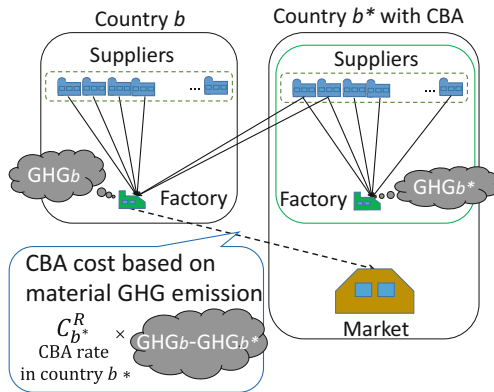 Country b
Suppliers
...
GHGb
Factory
Country b* with CBA
Suppliers
...
Factory
GHGb*
CBA cost based on
material GHG emission
C^R_{b*} × GHGb-GHGb*
CBA rate
in country b *
Market